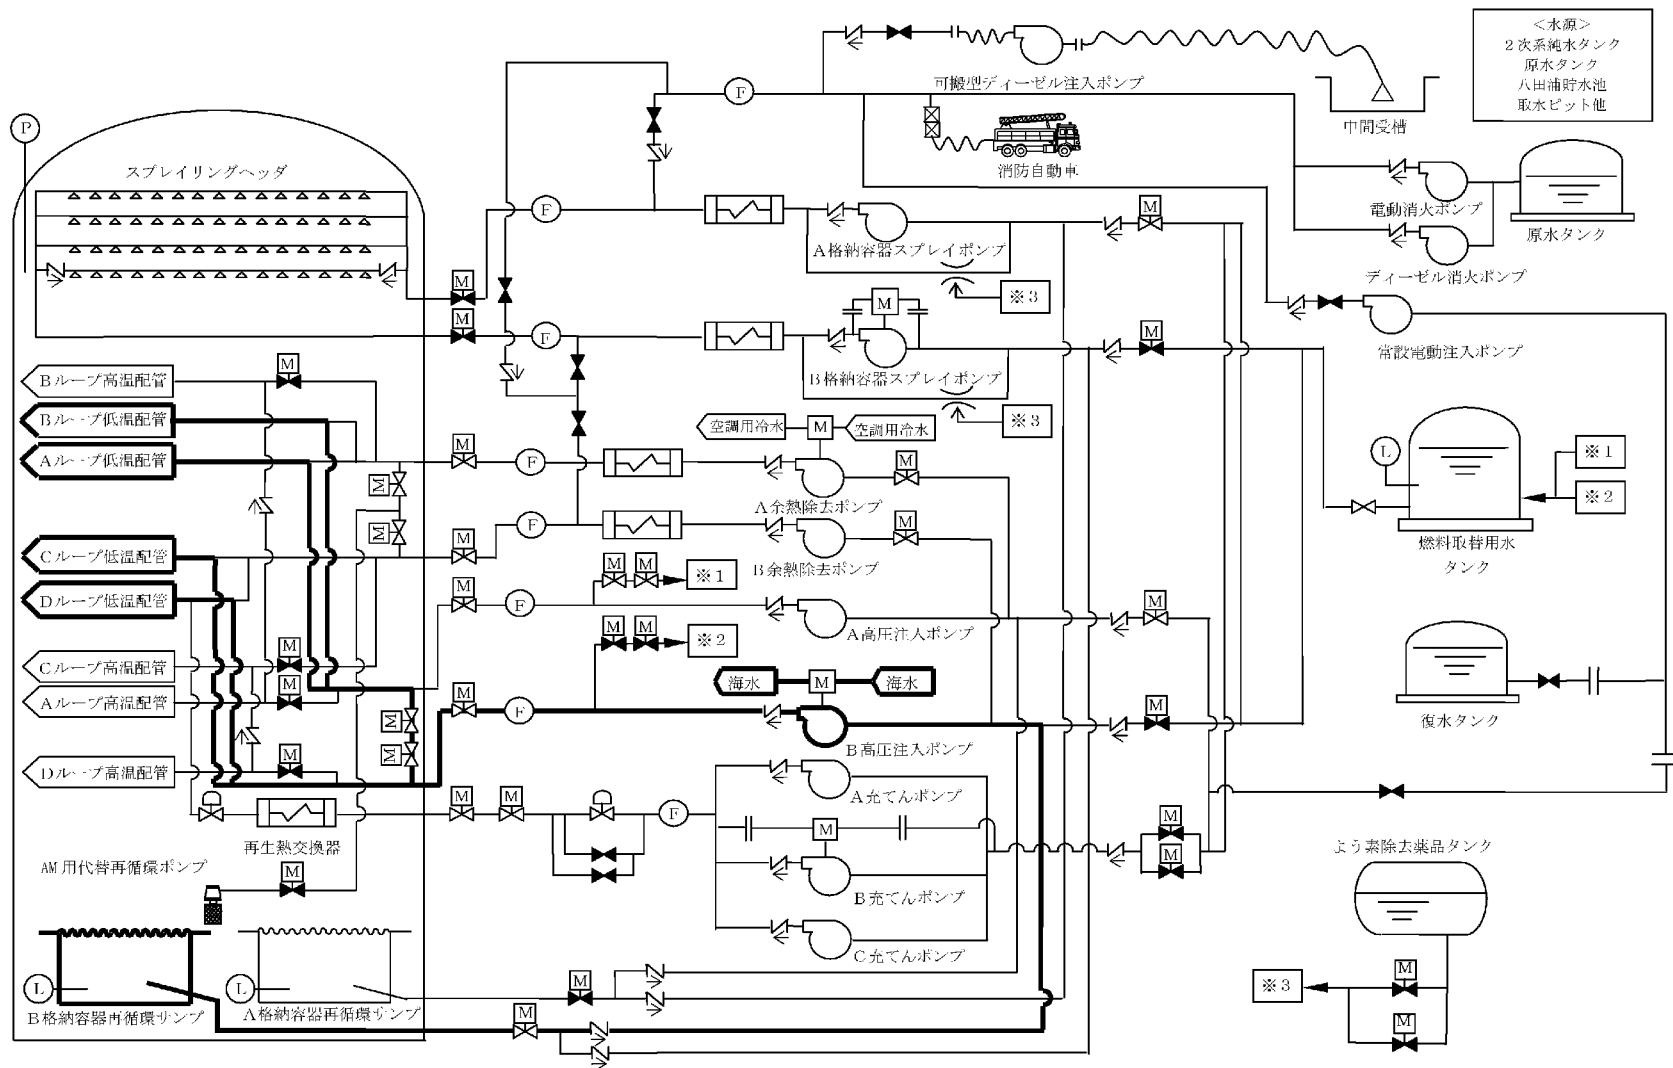 <水源>
２次系純水タンク
原水タンク
八田浦貯水池
取水ピット他
可搬型ディーゼル注入ポンプ
中間受槽
消防自動車
P
F
スプレイリングヘッダ
電動消火ポンプ
原水タンク
ディーゼル消火ポンプ
F
M
A格納容器スプレイポンプ
※3
M
M
F
M
M
B格納容器スプレイポンプ
※3
常設電動注入ポンプ
Bループ高温配管
M
Bループ低温配管
空調用冷水
M
空調用冷水
Aループ低温配管
M
F
M
M
A余熱除去ポンプ
L
※1
※2
燃料取替用水
タンク
M
Cループ低温配管
M
F
M
B余熱除去ポンプ
M
M
※1
Dループ低温配管
M
F
A高圧注入ポンプ
M
M
M
※2
Cループ高温配管
M
海水
M
海水
Aループ高温配管
M
M
F
M
M
B高圧注入ポンプ
M
復水タンク
Dループ高温配管
M
A充てんポンプ
再生熱交換器
M
M
F
M
B充てんポンプ
M
M
よう素除去薬品タンク
AM用代替再循環ポンプ
M
C充てんポンプ
L
L
B格納容器再循環サンプ
A格納容器再循環サンプ
M
M
※3
M
M